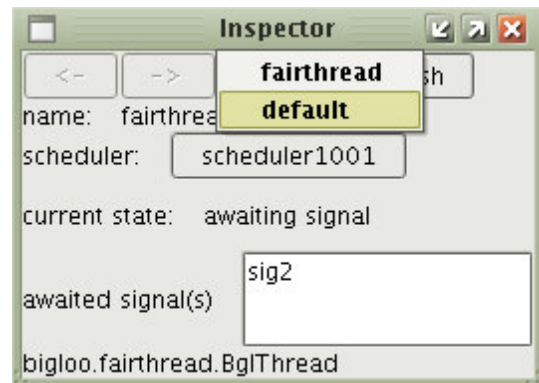 Inspector
<- -> sh
fairthread
default
name: fairthrea
scheduler: scheduler1001
current state: awaiting signal
sig2
awaited signal(s)
bigloo.fairthread.BglThread